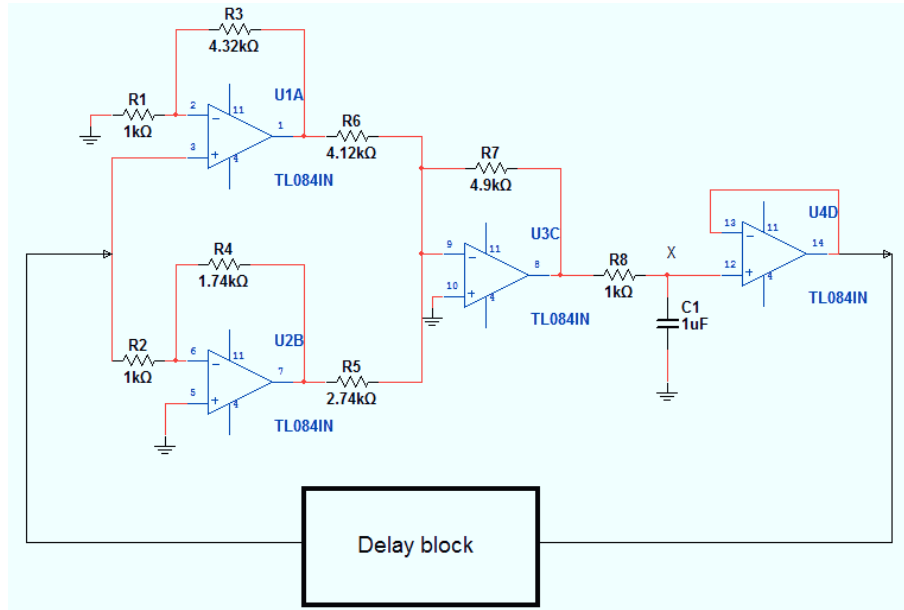 R3
4.32kΩ
R1
1kΩ
2
3
11
4
1
U1A
TL084IN
R6
4.12kΩ
R7
4.9kΩ
R4
1.74kΩ
R2
1kΩ
6
5
11
4
7
U2B
TL084IN
R5
2.74kΩ
9
10
11
4
8
U3C
TL084IN
R8
1kΩ
X
C1
1uF
13
12
11
4
14
U4D
TL084IN
Delay block